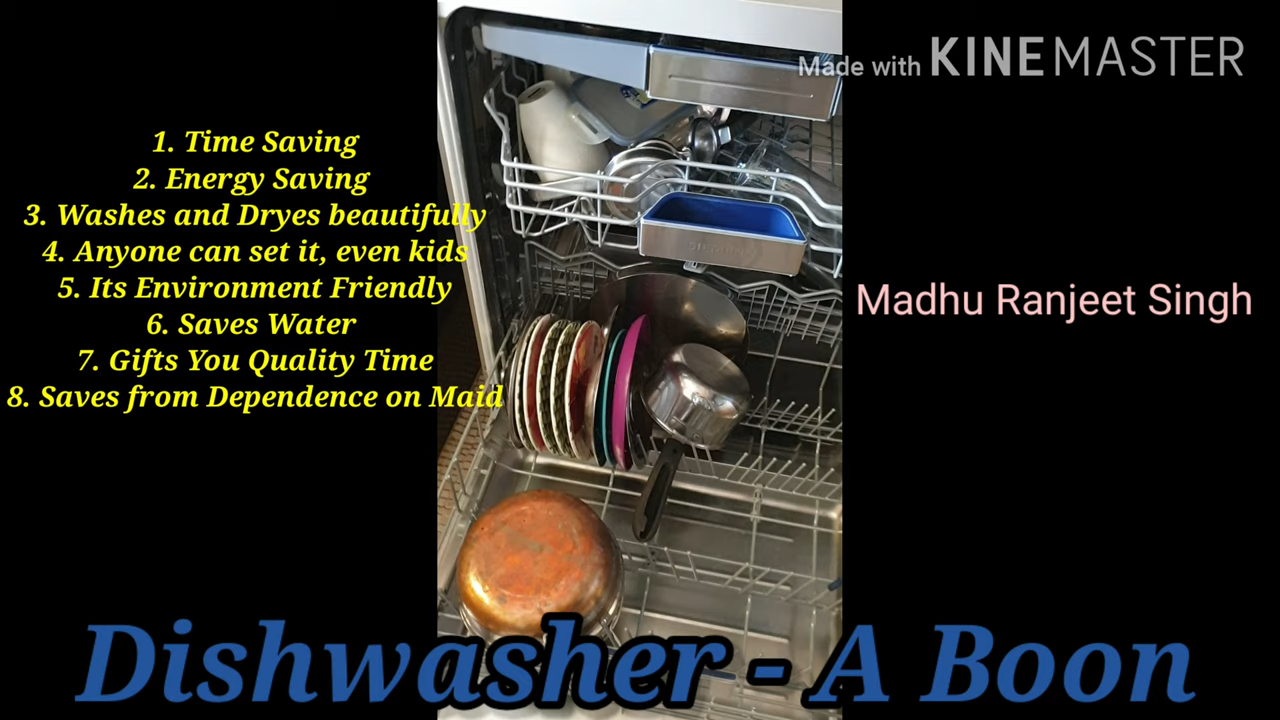 Made with KINEMASTER
1. Time Saving
2. Energy Saving
3. Washes and Dryes beautifully
4. Anyone can set it, even kids
5. Its Environment Friendly
6. Saves Water
7. Gifts You Quality Time
8. Saves from Dependence on Maid
Madhu Ranjeet Singh
Dishwasher - A Boon